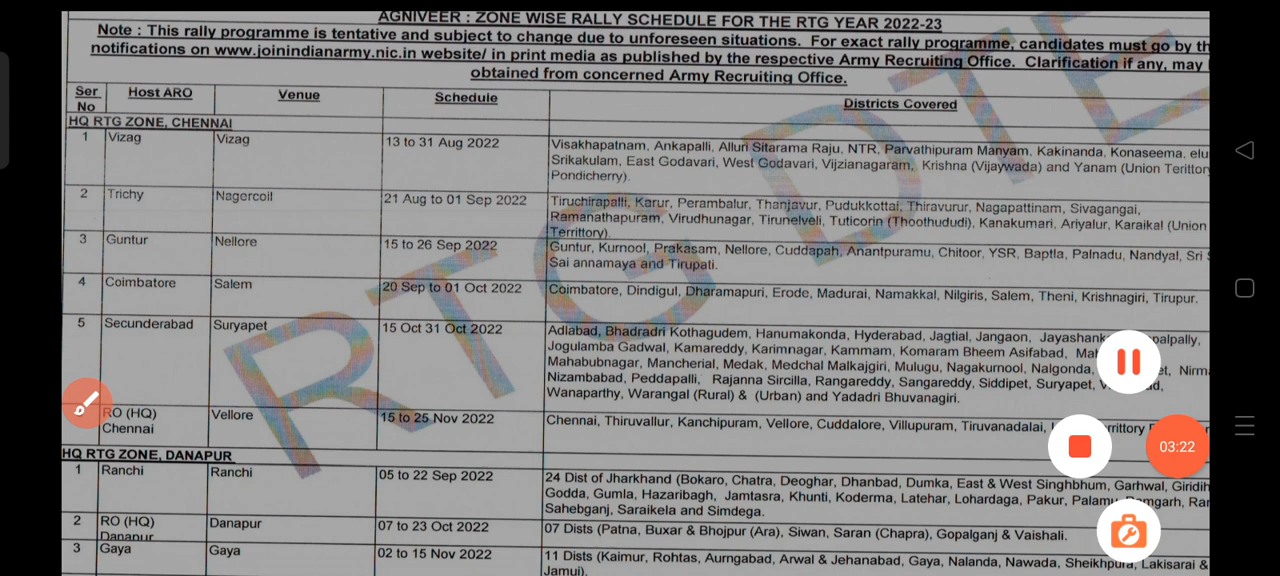 AGNIVEER : ZONE WISE RALLY SCHEDULE FOR THE RTG YEAR 2022-23
Note : This rally programme is tentative and subject to change due to unforeseen situations. For exact rally programme, candidates must go by th
notifications on www.joinindianarmy.nic.in website/ in print media as published by the respective Army Recruiting Office. Clarification if any, may
obtained from concerned Army Recruiting Office.
Ser No Host ARO Venue Schedule Districts Covered
HQ RTG ZONE, CHENNAI
1 Vizag Vizag 13 to 31 Aug 2022 Visakhapatnam, Ankapalli, Alluri Sitarama Raju, NTR, Parvathipuram Manyam, Kakinanda, Konaseema, elu
Srikakulam, East Godavari, West Godavari, Vijzianagaram, Krishna (Vijaywada) and Yanam (Union Terittory
Pondicherry).
2 Trichy Nagercoil 21 Aug to 01 Sep 2022 Tiruchirapalli, Karur, Perambalur, Thanjavur, Pudukkottai, Thiravurur, Nagapattinam, Sivagangai,
Ramanathapuram, Virudhunagar, Tirunelveli, Tuticorin (Thoothududi), Kanakumari, Ariyalur, Karaikal (Union
Territtory).
3 Guntur Nellore 15 to 26 Sep 2022 Guntur, Kurnool, Prakasam, Nellore, Cuddapah, Anantpuramu, Chitoor, YSR, Baptla, Palnadu, Nandyal, Sri
Sai annamaya and Tirupati.
4 Coimbatore Salem 20 Sep to 01 Oct 2022 Coimbatore, Dindigul, Dharamapuri, Erode, Madurai, Namakkal, Nilgiris, Salem, Theni, Krishnagiri, Tirupur.
5 Secunderabad Suryapet 15 Oct 31 Oct 2022 Adlabad, Bhadradri Kothagudem, Hanumakonda, Hyderabad, Jagtial, Jangaon, Jayashank palpally,
Jogulamba Gadwal, Kamareddy, Karimnagar, Kammam, Komaram Bheem Asifabad,
Mahabubnagar, Mancherial, Medak, Medchal Malkajgiri, Mulugu, Nagakurnool, Nalgonda, et, Nirm
Nizambabad, Peddapalli, Rajanna Sircilla, Rangareddy, Sangareddy, Siddipet, Suryapet,
Wanaparthy, Warangal (Rural) & (Urban) and Yadadri Bhuvanagiri.
RO (HQ) Chennai Vellore 15 to 25 Nov 2022 Chennai, Thiruvallur, Kanchipuram, Vellore, Cuddalore, Villupuram, Tiruvanadalai, rrittory
HQ RTG ZONE, DANAPUR
1 Ranchi Ranchi 05 to 22 Sep 2022 24 Dist of Jharkhand (Bokaro, Chatra, Deoghar, Dhanbad, Dumka, East & West Singhbhum, Garhwal, Giridih
Godda, Gumla, Hazaribagh, Jamtasra, Khunti, Koderma, Latehar, Lohardaga, Pakur, Palamu, Ramgarh, Ran
Sahebganj, Saraikela and Simdega.
2 RO (HQ) Danapur Danapur 07 to 23 Oct 2022 07 Dists (Patna, Buxar & Bhojpur (Ara), Siwan, Saran (Chapra), Gopalganj & Vaishali.
3 Gaya Gaya 02 to 15 Nov 2022 11 Dists (Kaimur, Rohtas, Aurngabad, Arwal & Jehanabad, Gaya, Nalanda, Nawada, Sheikhpura, Lakisarai &
Jamui).
RTG DTE
03:22